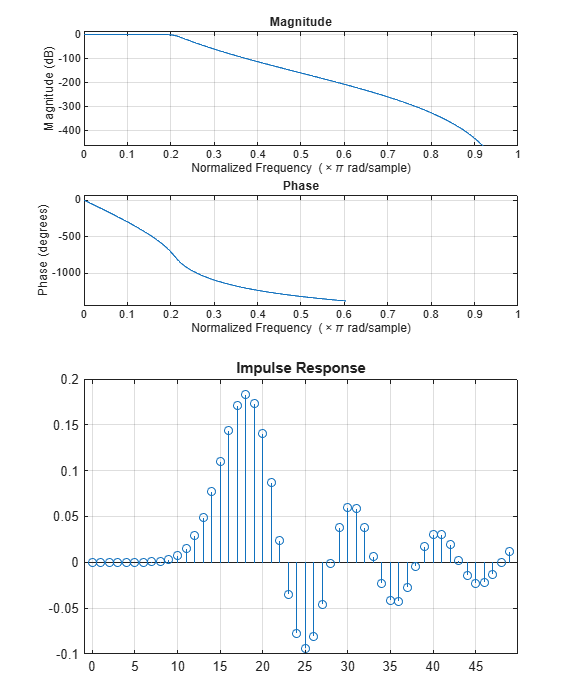 Magnitude
Magnitude (dB)
0
-100
-200
-300
-400
0 0.1 0.2 0.3 0.4 0.5 0.6 0.7 0.8 0.9 1
Normalized Frequency (×π rad/sample)
Phase
Phase (degrees)
0
-500
-1000
0 0.1 0.2 0.3 0.4 0.5 0.6 0.7 0.8 0.9 1
Normalized Frequency (×π rad/sample)
Impulse Response
0.2
0.15
0.1
0.05
0
-0.05
-0.1
0 5 10 15 20 25 30 35 40 45